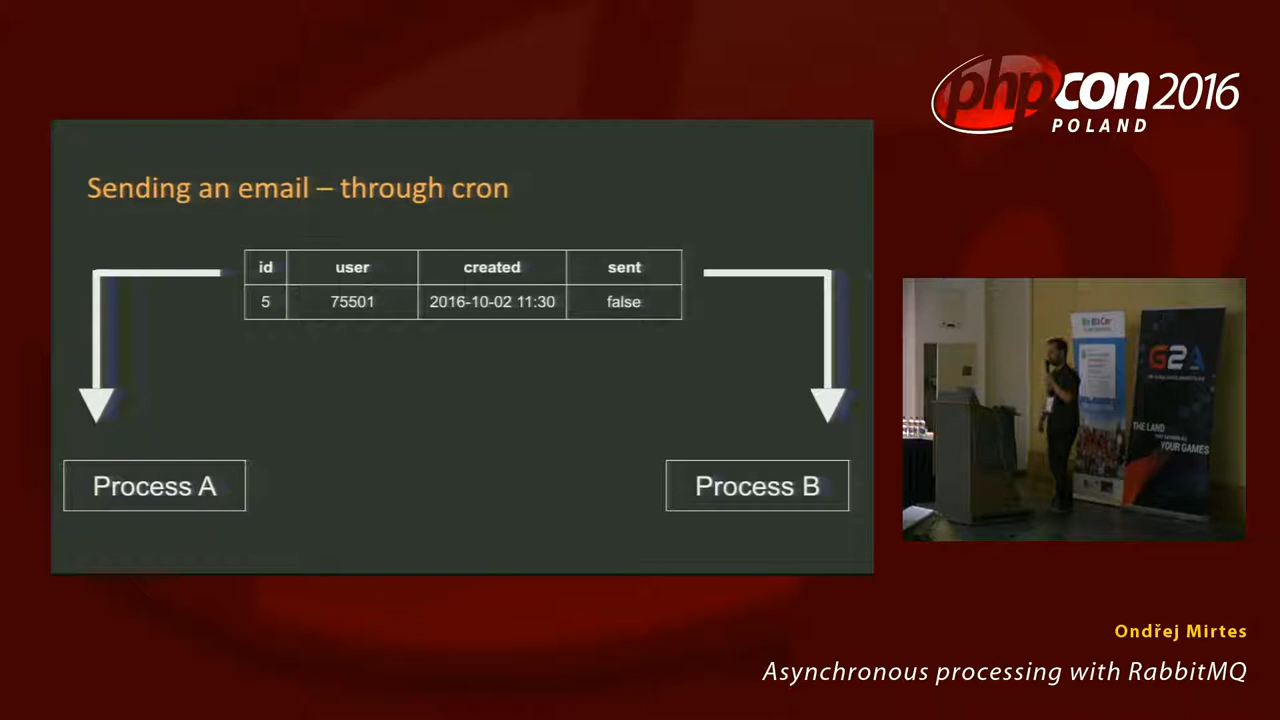 phpcon 2016
POLAND
Sending an email – through cron
id user created sent
5 75501 2016-10-02 11:30 false
Process A
Process B
G2A
THE LAND
YOUR GAMES
Ondřej Mirtes
Asynchronous processing with RabbitMQ